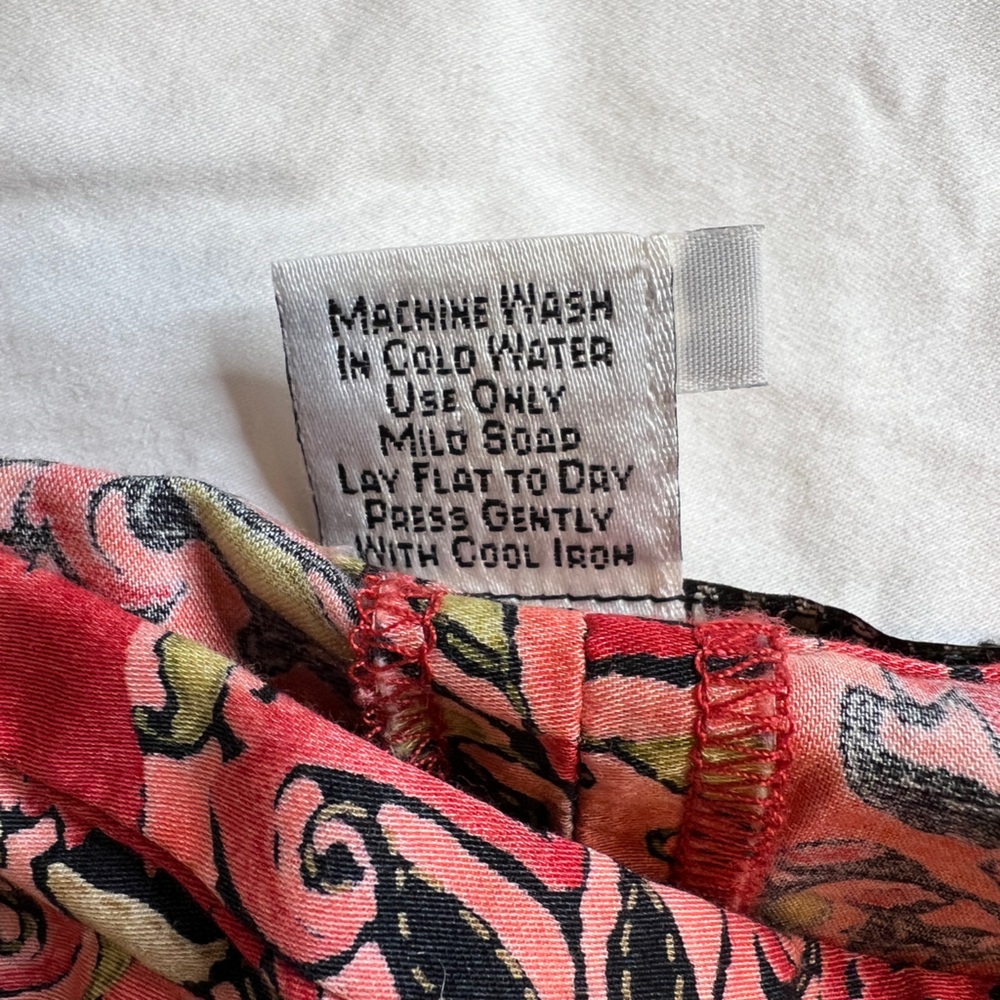 MACHINE WASH
IN COLD WATER
USE ONLY
MILD SOAP
LAY FLAT TO DRY
PRESS GENTLY
WITH COOL IRON